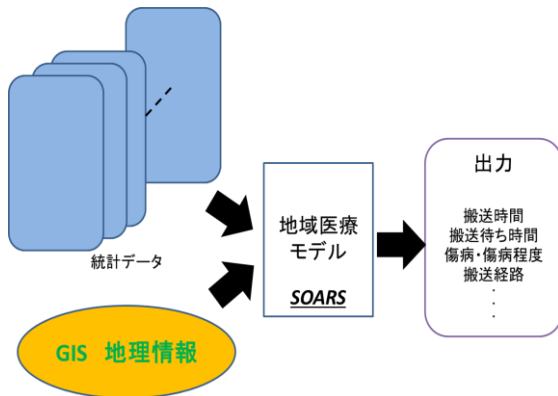 統計データ
GIS 地理情報
地域医療
モデル
SOARS
出力
搬送時間
搬送待ち時間
傷病・傷病程度
搬送経路
.
.
.